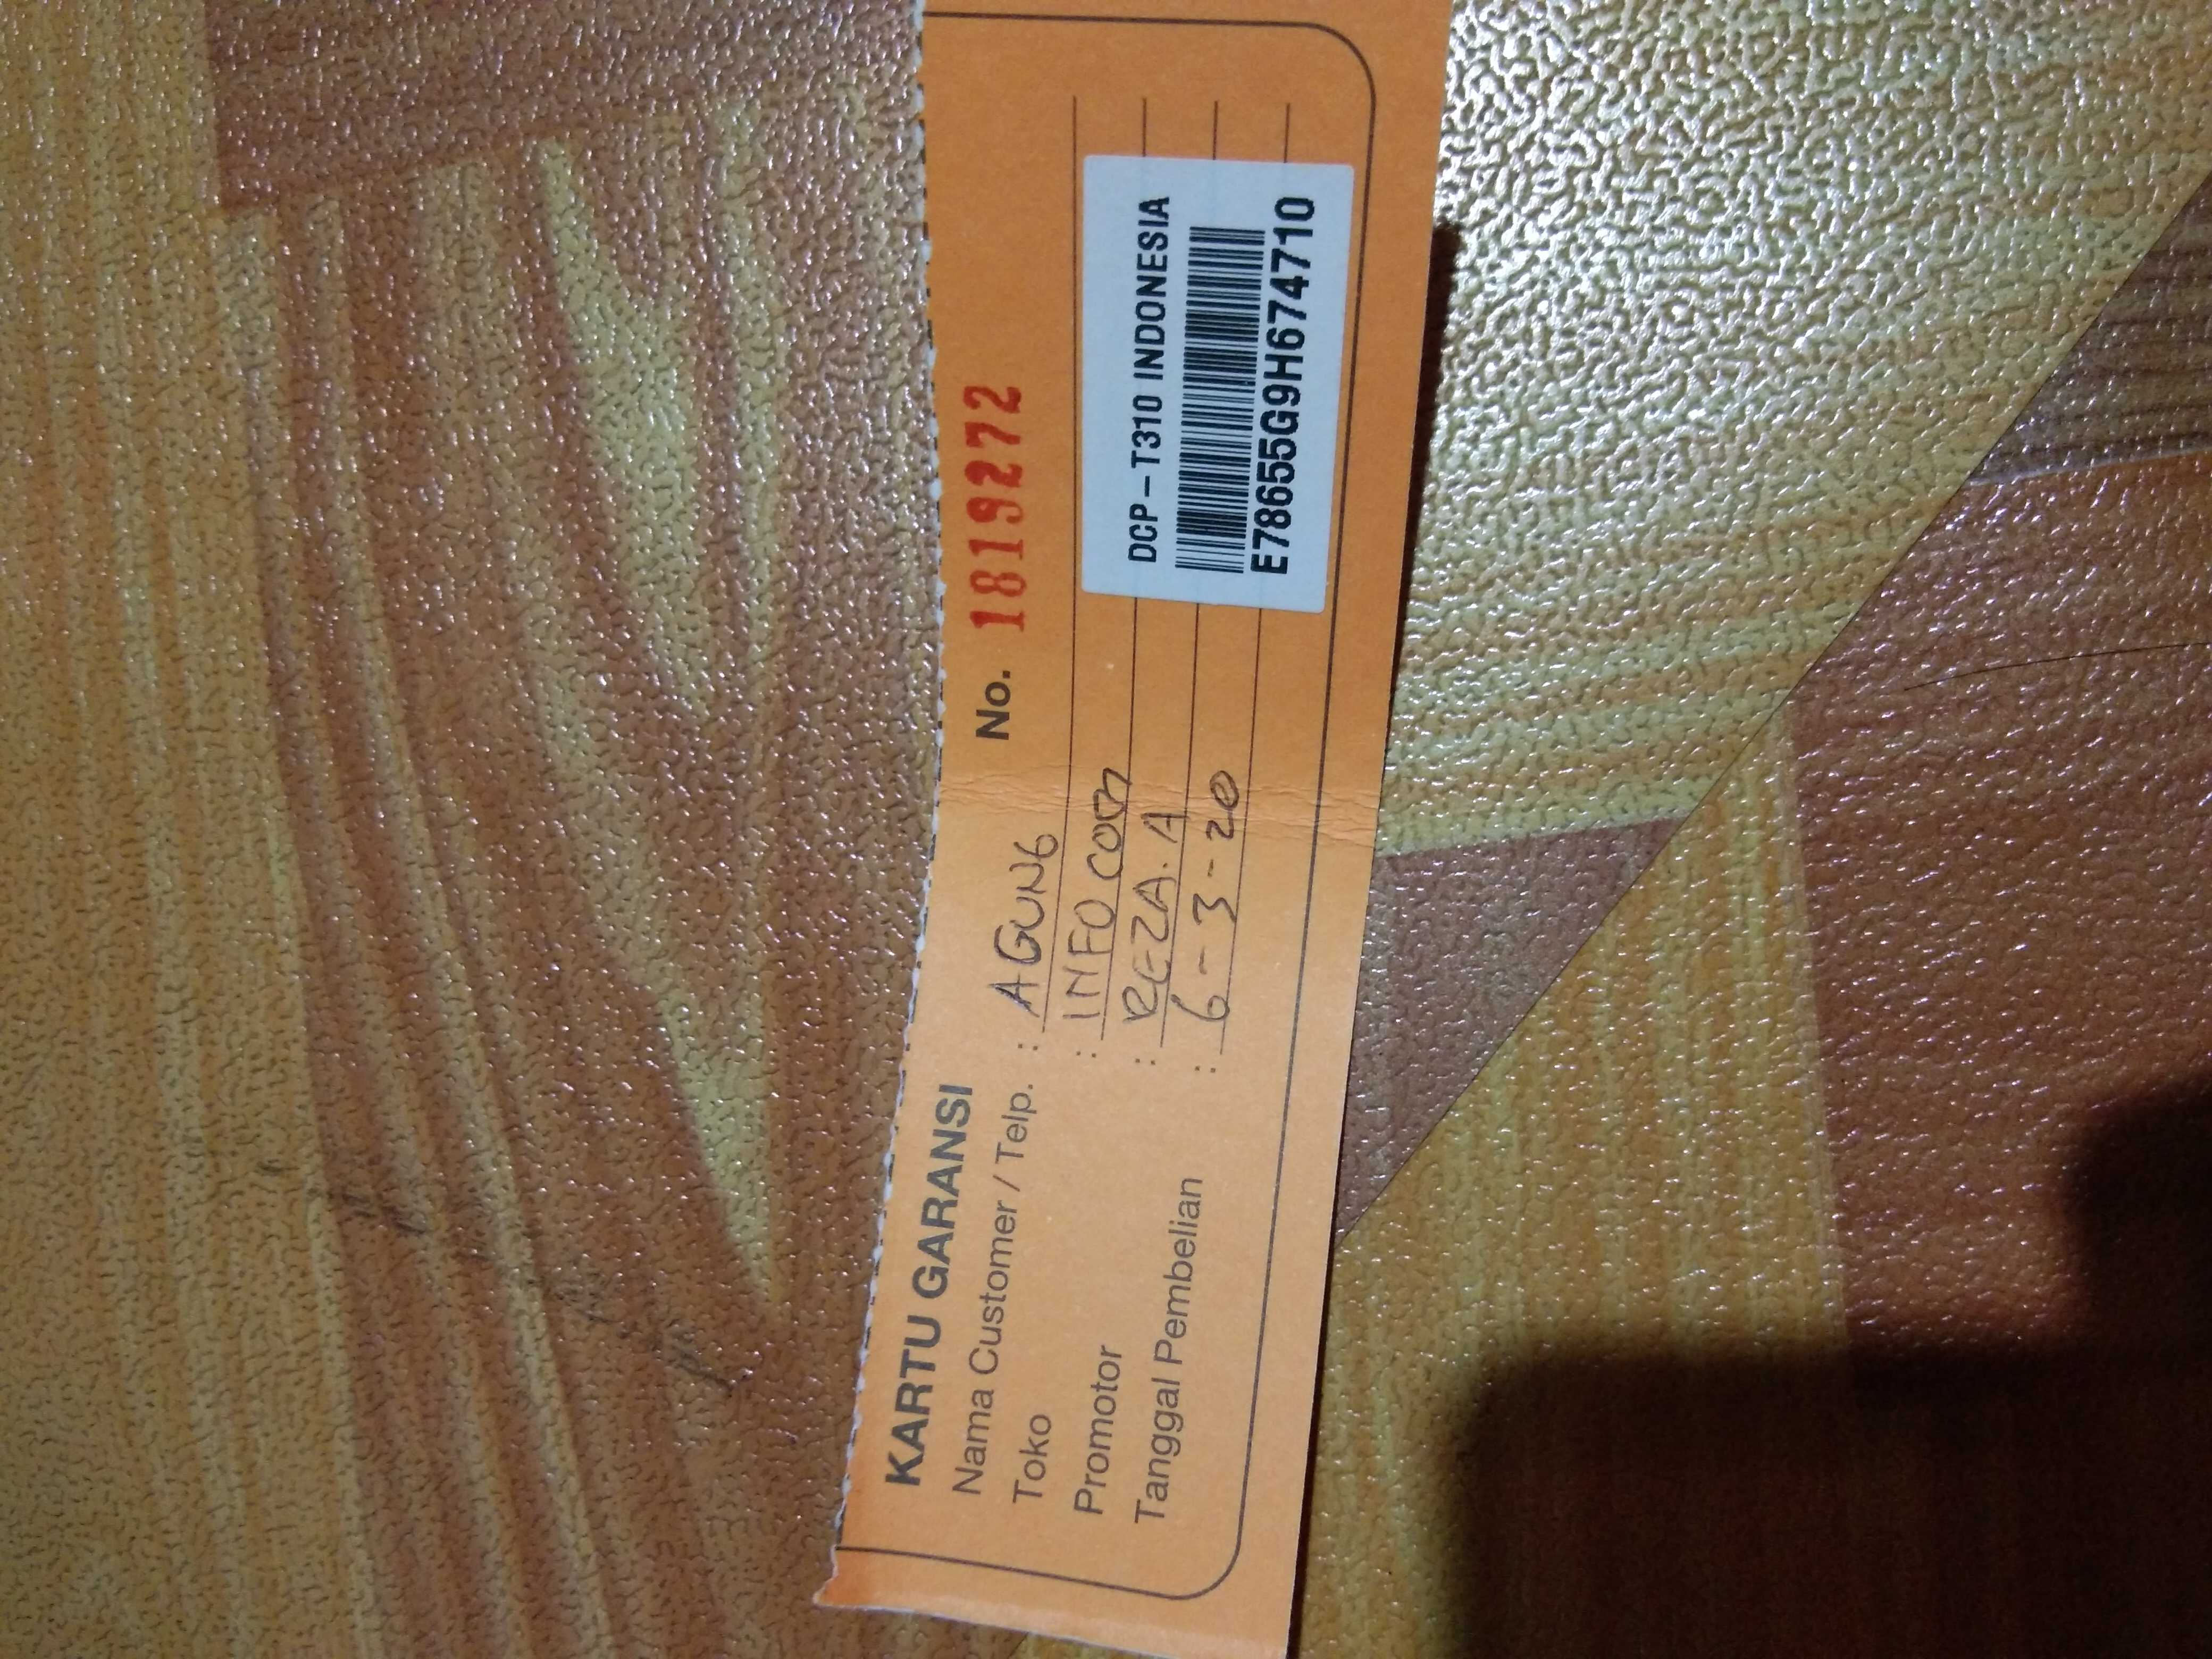 KARTU GARANSI No. 1819272
Nama Customer / Telp. : AGUNG
Toko : INFO COM
Promotor : REZA. A
Tanggal Pembelian : 6-3-20
DCP-T310 INDONESIA
E78655G9H674710